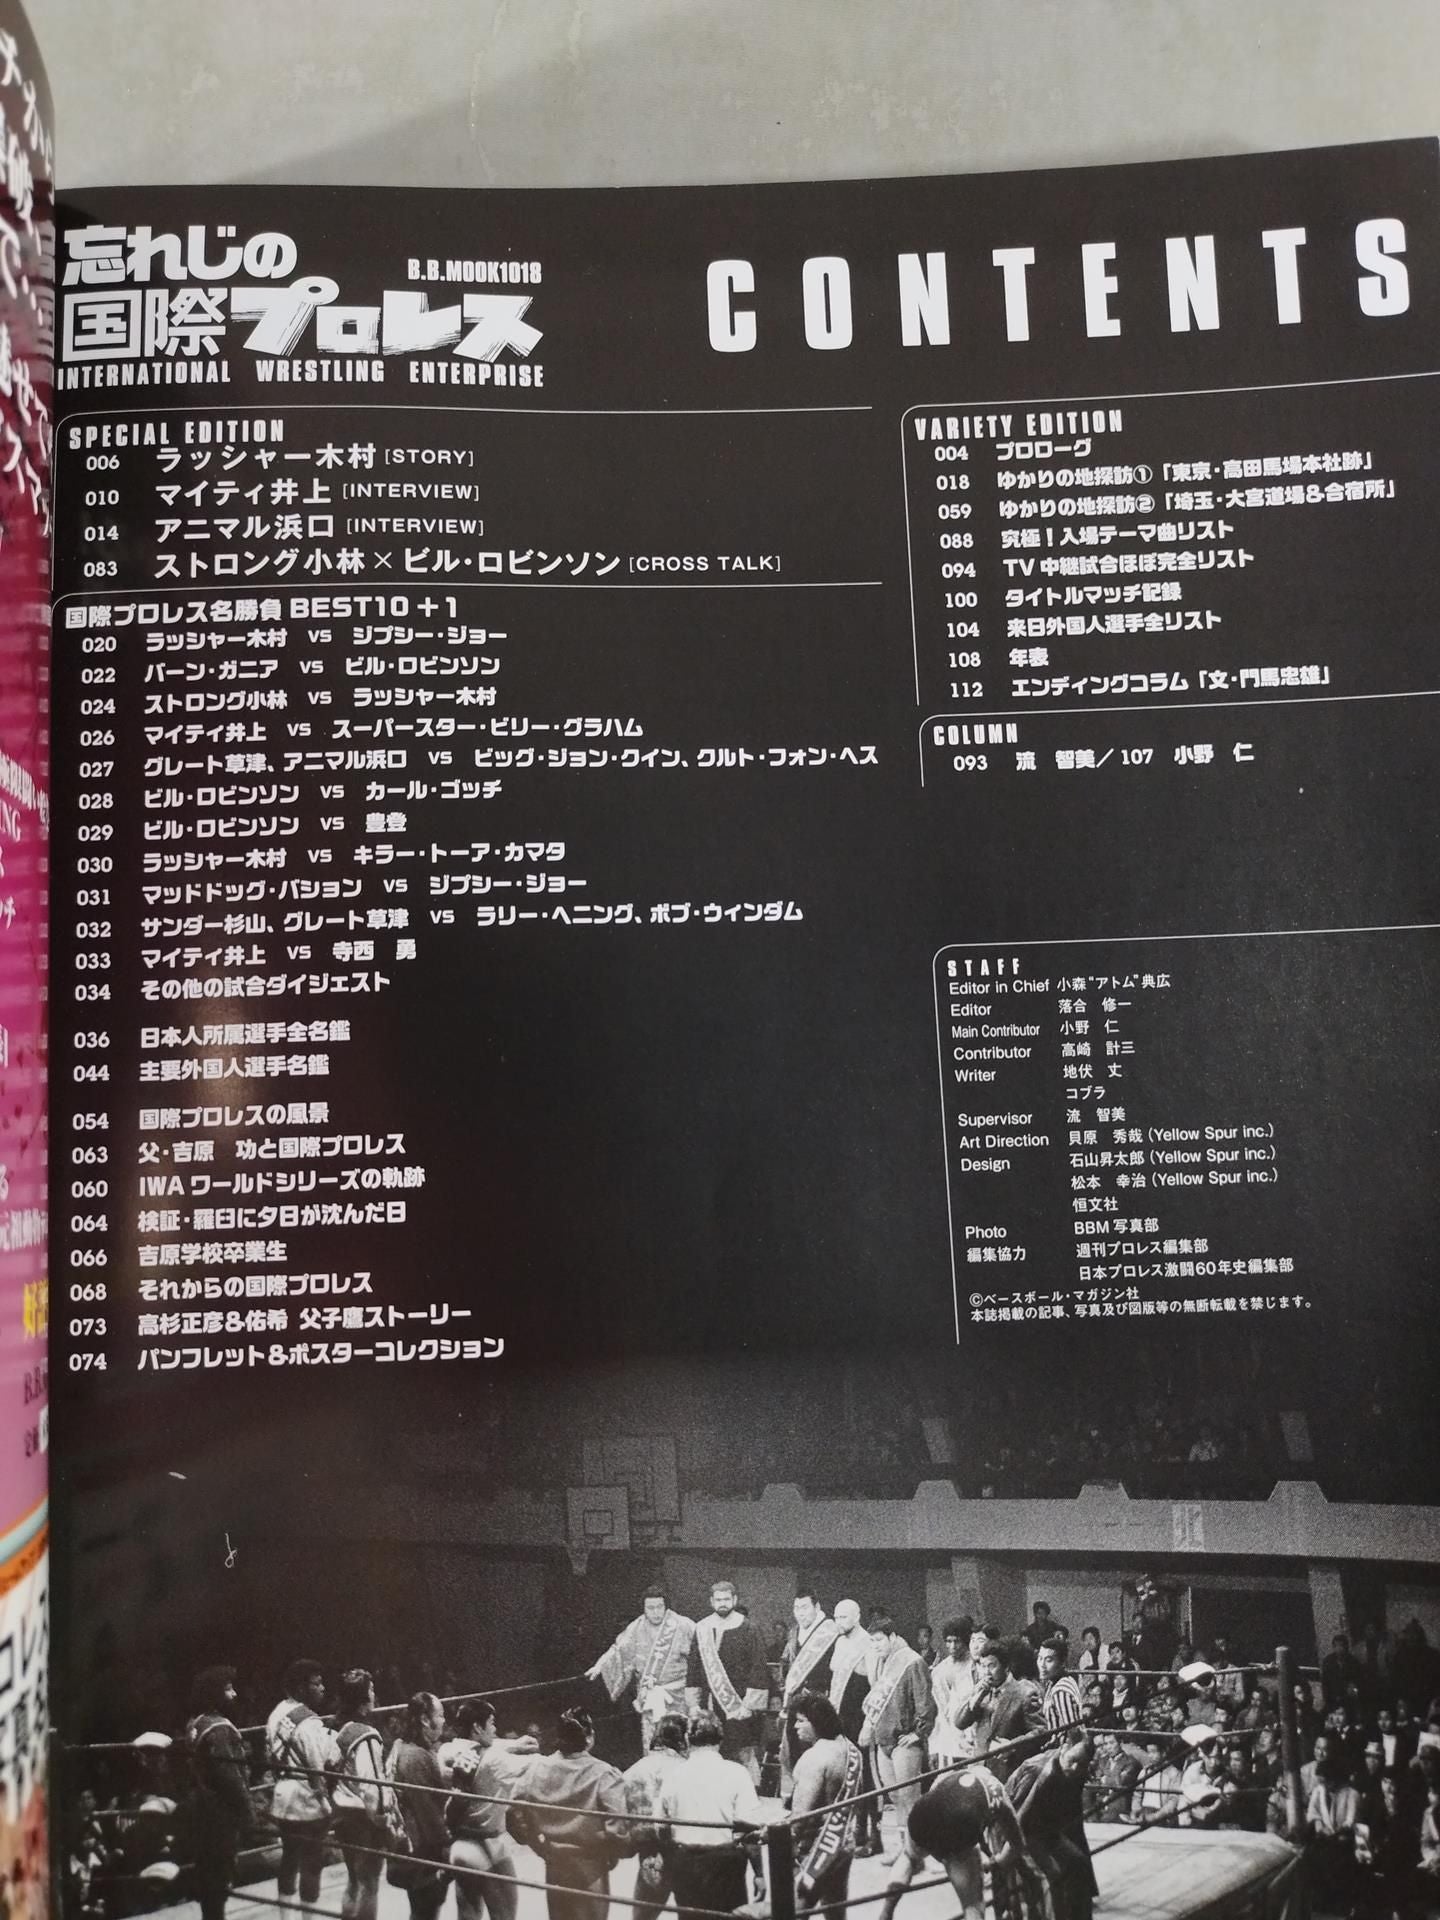 忘れじの
B.B.MOOK1018
国際プロレス
INTERNATIONAL WRESTLING ENTERPRISE
CONTENTS
SPECIAL EDITION
006 ラッシャー木村 [STORY]
010 マイティ井上 [INTERVIEW]
014 アニマル浜口 [INTERVIEW]
083 ストロング小林×ビル・ロビンソン [CROSS TALK]
国際プロレス名勝負 BEST10+1
020 ラッシャー木村 vs ジプシー・ジョー
022 バーン・ガニア vs ビル・ロビンソン
024 ストロング小林 vs ラッシャー木村
026 マイティ井上 vs スーパースター・ビリー・グラハム
027 グレート草津、アニマル浜口 vs ビッグ・ジョン・クイン、クルト・フォン・ヘス
028 ビル・ロビンソン vs カール・ゴッチ
029 ビル・ロビンソン vs 豊登
030 ラッシャー木村 vs キラー・トーア・カマタ
031 マッドドッグ・バション vs ジプシー・ジョー
032 サンダー杉山、グレート草津 vs ラリー・ヘニング、ボブ・ウインダム
033 マイティ井上 vs 寺西 勇
034 その他の試合ダイジェスト
036 日本人所属選手全名鑑
044 主要外国人選手名鑑
054 国際プロレスの風景
063 父・吉原 功と国際プロレス
060 IWAワールドシリーズの軌跡
064 検証・羅臼に夕日が沈んだ日
066 吉原学校卒業生
068 それからの国際プロレス
073 高杉正彦&佑希 父子鷹ストーリー
074 パンフレット&ポスターコレクション
VARIETY EDITION
004 プロローグ
018 ゆかりの地探訪①「東京・高田馬場本社跡」
059 ゆかりの地探訪②「埼玉・大宮道場&合宿所」
088 究極！入場テーマ曲リスト
094 TV中継試合ほぼ完全リスト
100 タイトルマッチ記録
104 来日外国人選手全リスト
108 年表
112 エンディングコラム「文・門馬忠雄」
COLUMN
093 流 智美／107 小野 仁
STAFF
Editor in Chief 小森"アトム"典広
Editor 落合 修一
Main Contributor 小野 仁
Contributor 高崎 計三
Writer 地伏 丈
コブラ
Supervisor 流 智美
Art Direction 貝原 秀哉 (Yellow Spur inc.)
Design 石山昇太郎 (Yellow Spur inc.)
松本 幸治 (Yellow Spur inc.)
恒文社
Photo BBM写真部
編集協力 週刊プロレス編集部
日本プロレス激闘60年史編集部
©ベースボール・マガジン社
本誌掲載の記事、写真及び図版等の無断転載を禁じます。